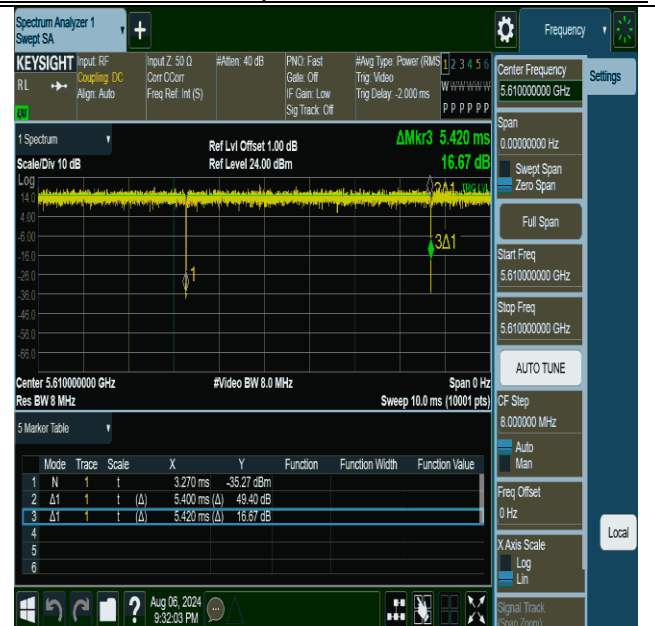 Spectrum Analyzer 1
Swept SA
+
Frequency
KEYSIGHT
RL
LXI
Input: RF
Coupling: DC
Align: Auto
Input Z: 50 Ω
Corr CCorr
Freq Ref: Int (S)
#Atten: 40 dB
PNO: Fast
Gate: Off
IF Gain: Low
Sig Track: Off
#Avg Type: Power (RMS
Trig: Video
Trig Delay: -2.000 ms
1 2 3 4 5 6
W W W W W W
P P P P P P
Center Frequency
5.610000000 GHz
Settings
Span
0.00000000 Hz
Swept Span
Zero Span
Full Span
Start Freq
5.610000000 GHz
Stop Freq
5.610000000 GHz
AUTO TUNE
CF Step
8.000000 MHz
Auto
Man
Freq Offset
0 Hz
X Axis Scale
Log
Lin
Local
Signal Track
(Span Zoom)
1 Spectrum
Scale/Div 10 dB
Ref Lvl Offset 1.00 dB
Ref Level 24.00 dBm
ΔMkr3 5.420 ms
16.67 dB
Log
14.0
4.00
-6.00
-16.0
-26.0
-36.0
-46.0
-56.0
-66.0
2Δ1
TRIG LVL
3Δ1
1
Center 5.610000000 GHz
Res BW 8 MHz
#Video BW 8.0 MHz
Span 0 Hz
Sweep 10.0 ms (10001 pts)
5 Marker Table
Mode Trace Scale X Y Function Function Width Function Value
1 N 1 t 3.270 ms -35.27 dBm
2 Δ1 1 t (Δ) 5.400 ms (Δ) 49.40 dB
3 Δ1 1 t (Δ) 5.420 ms (Δ) 16.67 dB
4
5
6
?
Aug 06, 2024
9:32:03 PM